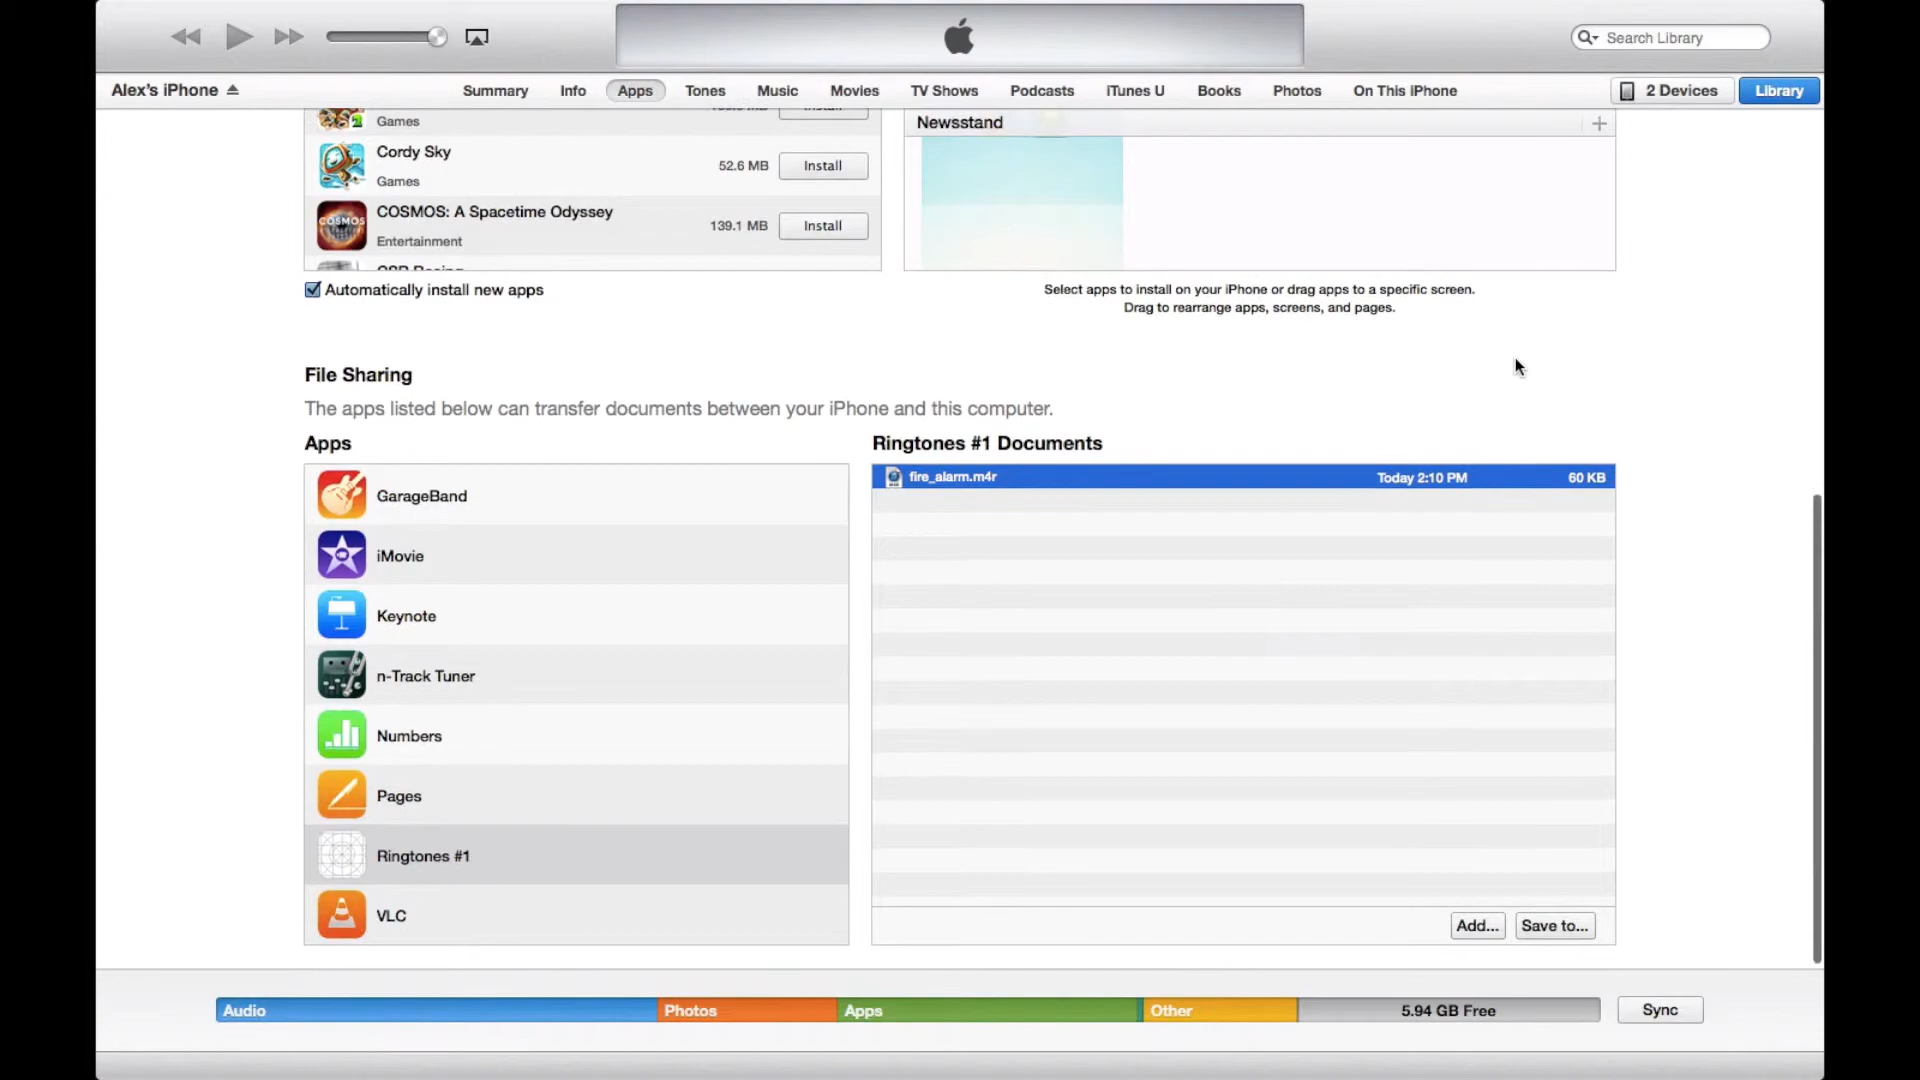 Search Library
Alex's iPhone
Summary
Info
Apps
Tones
Music
Movies
TV Shows
Podcasts
iTunes U
Books
Photos
On This iPhone
2 Devices
Library
Games
Cordy Sky
Games
52.6 MB
Install
COSMOS
COSMOS: A Spacetime Odyssey
Entertainment
139.1 MB
Install
Newsstand
Automatically install new apps
Select apps to install on your iPhone or drag apps to a specific screen.
Drag to rearrange apps, screens, and pages.
File Sharing
The apps listed below can transfer documents between your iPhone and this computer.
Apps
GarageBand
iMovie
Keynote
n-Track Tuner
Numbers
Pages
Ringtones #1
VLC
Ringtones #1 Documents
fire_alarm.m4r
Today 2:10 PM
60 KB
Add...
Save to...
Audio
Photos
Apps
Other
5.94 GB Free
Sync